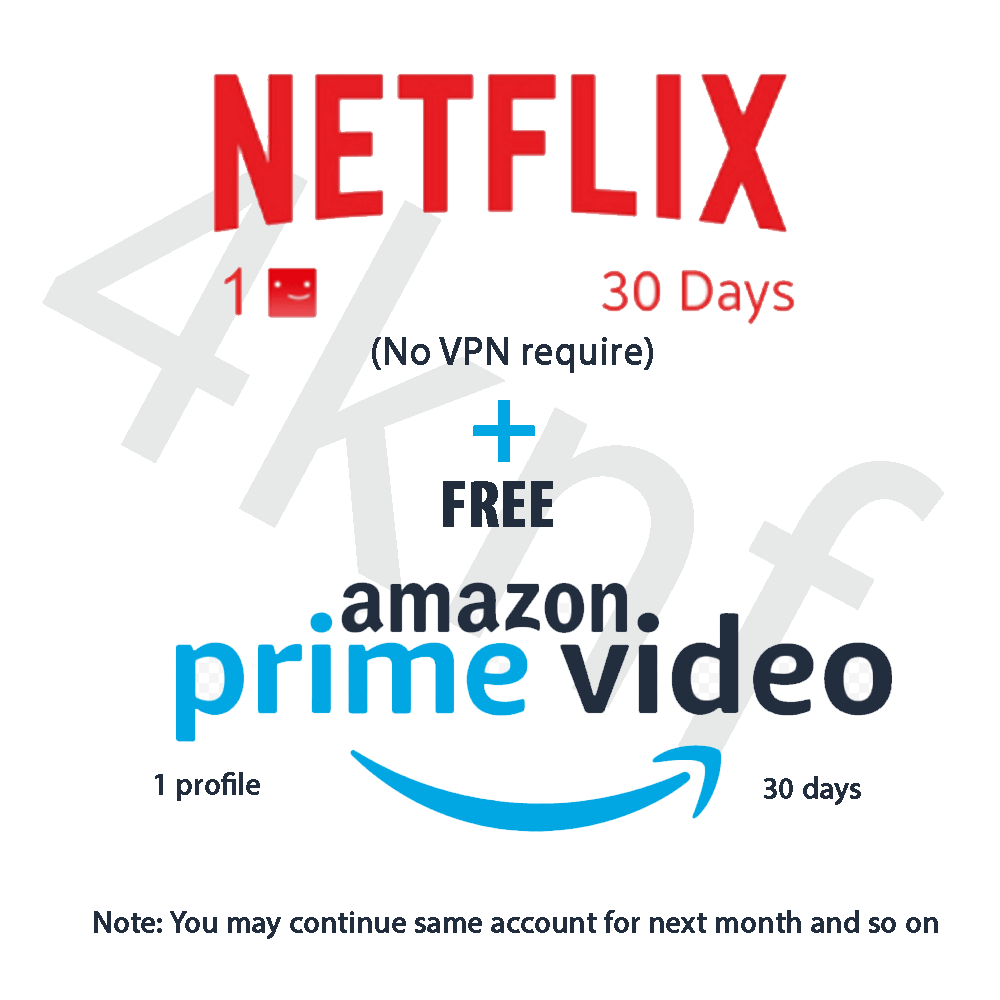 NETFLIX
1 30 Days
(No VPN require)
+
FREE
amazon
prime video
1 profile 30 days
Note: You may continue same account for next month and so on
4knf